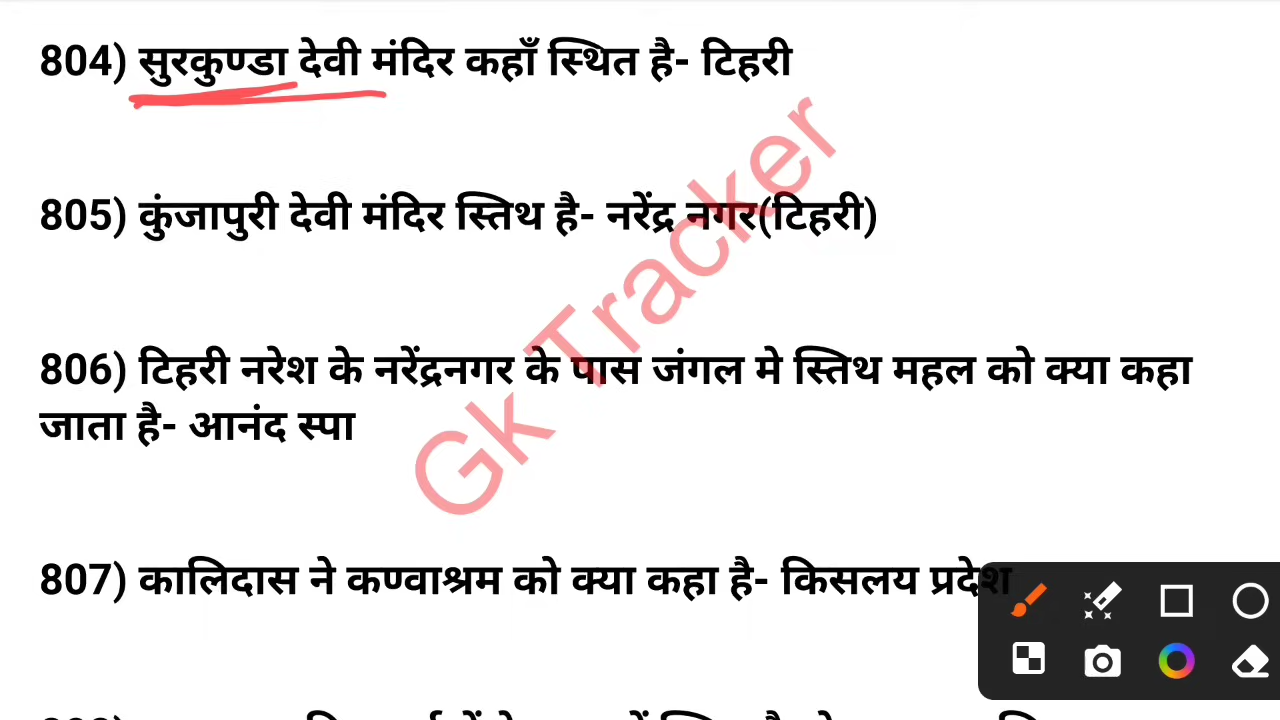 804) सुरकुण्डा देवी मंदिर कहाँ स्थित है- टिहरी
805) कुंजापुरी देवी मंदिर स्तिथ है- नरेंद्र नगर(टिहरी)
806) टिहरी नरेश के नरेंद्रनगर के पास जंगल मे स्तिथ महल को क्या कहा
जाता है- आनंद स्पा
807) कालिदास ने कण्वाश्रम को क्या कहा है- किसलय प्रदेश
Gk Tracker